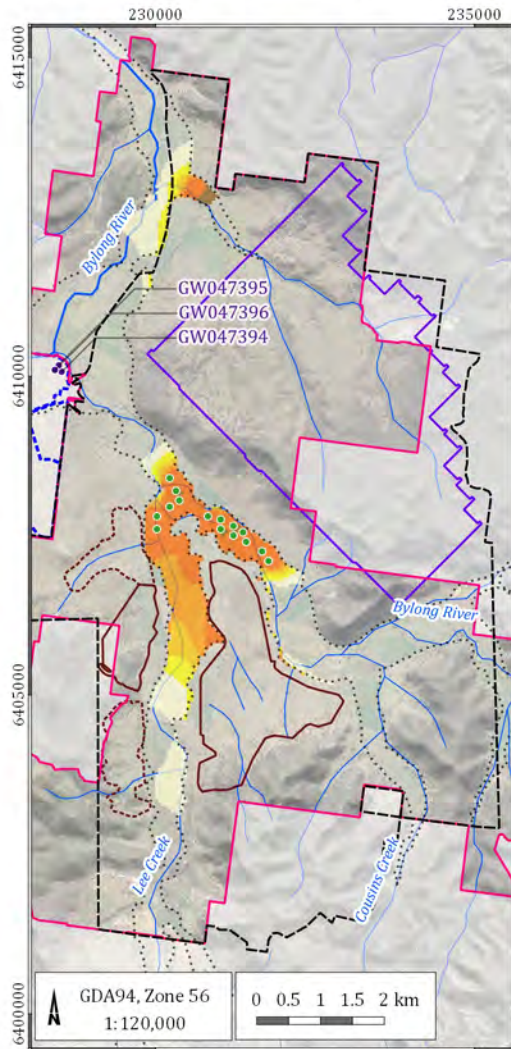 230000
235000
6415000
Bylong River
GW047395
GW047396
GW047394
6410000
Bylong River
6405000
Lee Creek
Cousins Creek
6400000
GDA94, Zone 56
1:120,000
0 0.5 1 1.5 2 km